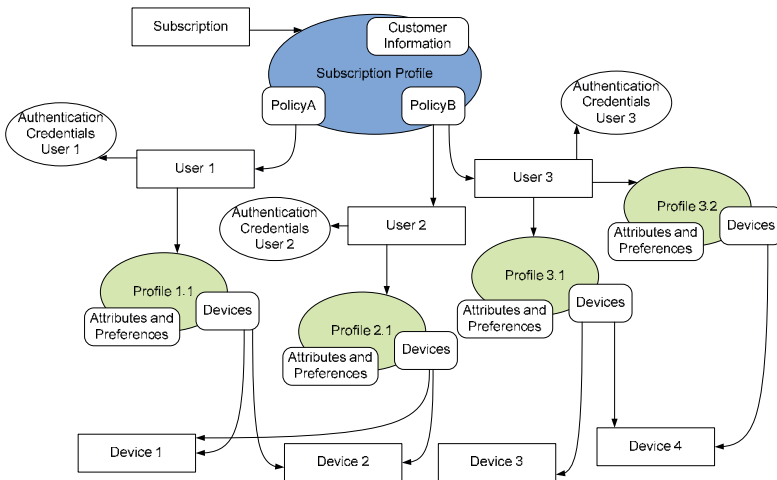 Subscription
Customer
Information
Subscription Profile
PolicyA
PolicyB
Authentication
Credentials
User 1
Authentication
Credentials
User 3
User 1
User 3
Authentication
Credentials
User 2
User 2
Profile 3.2
Devices
Attributes and
Preferences
Profile 1.1
Devices
Attributes and
Preferences
Profile 3.1
Devices
Attributes and
Preferences
Profile 2.1
Devices
Attributes and
Preferences
Device 1
Device 2
Device 3
Device 4